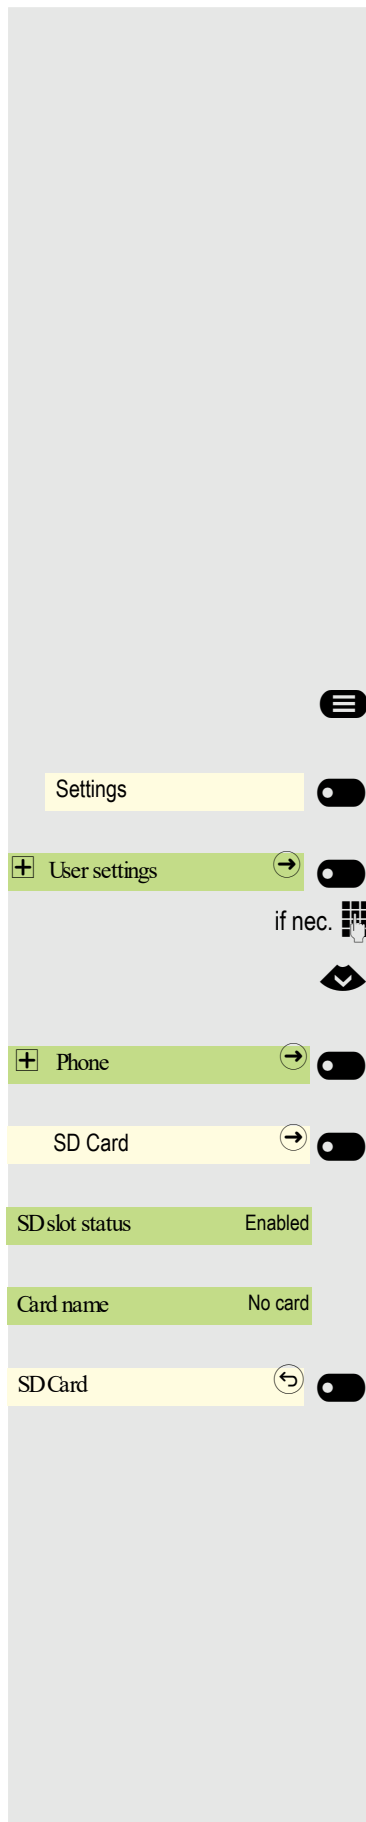 Settings
User settings
if nec.
Phone
SD Card
SD slot status Enabled
Card name No card
SD Card